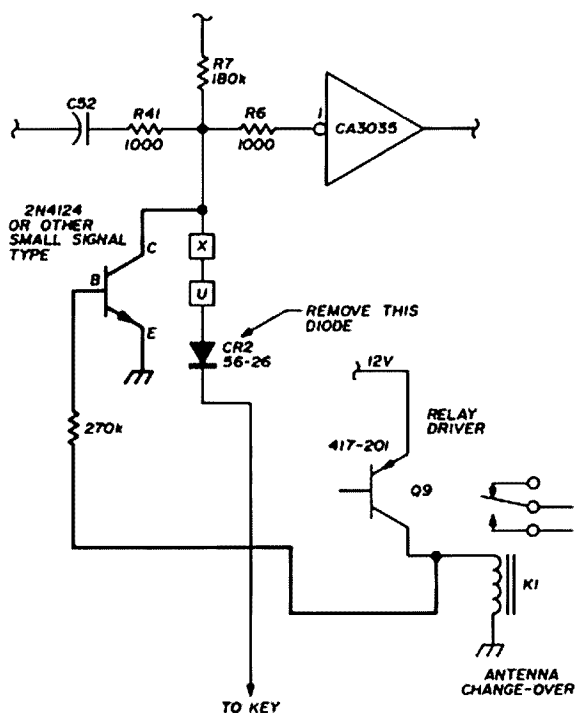 R7
180k
C52
R41
1000
R6
1000
1
CA3035
2N4124
OR OTHER
SMALL SIGNAL
TYPE
C
B
E
X
U
REMOVE THIS
DIODE
CR2
56-26
270k
12V
RELAY
DRIVER
417-201
Q9
K1
ANTENNA
CHANGE-OVER
TO KEY